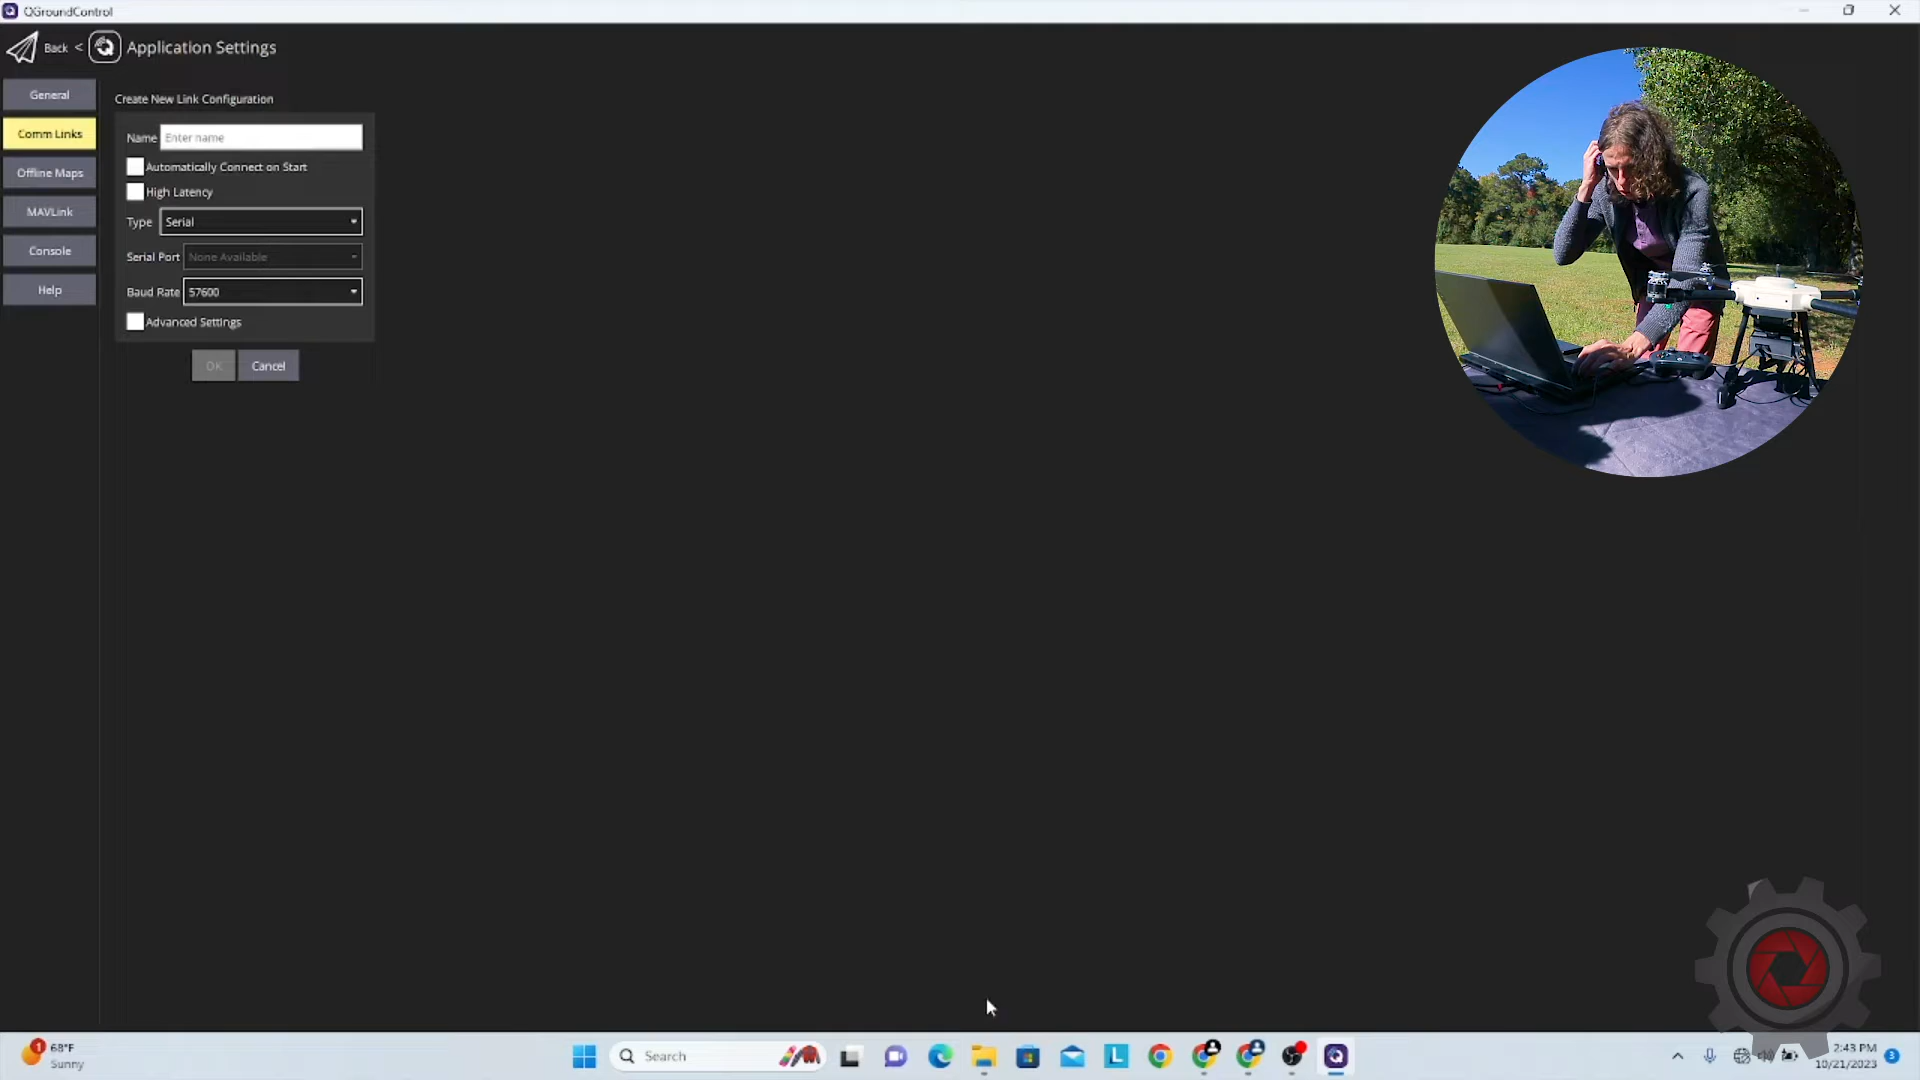 QGroundControl
Back < Application Settings
General
Comm Links
Offline Maps
MAVLink
Console
Help
Create New Link Configuration
Name Enter name
Automatically Connect on Start
High Latency
Type Serial
Serial Port None Available
Baud Rate 57600
Advanced Settings
OK Cancel
1
68°F
Sunny
Search
L
2:43 PM
10/21/2023
3